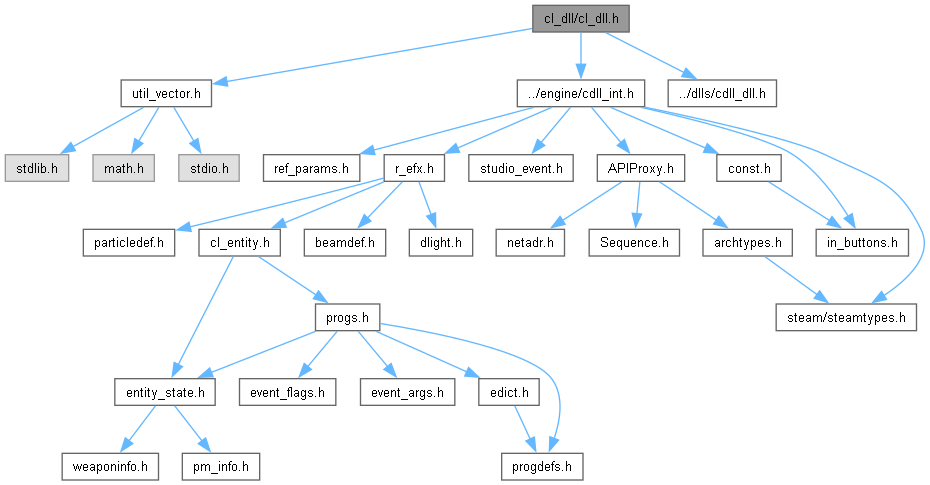 cl_dll/cl_dll.h
util_vector.h
../engine/cdll_int.h
../dlls/cdll_dll.h
stdlib.h
math.h
stdio.h
ref_params.h
r_efx.h
studio_event.h
APIProxy.h
const.h
particledef.h
cl_entity.h
beamdef.h
dlight.h
netadr.h
Sequence.h
archtypes.h
in_buttons.h
progs.h
steam/steamtypes.h
entity_state.h
event_flags.h
event_args.h
edict.h
weaponinfo.h
pm_info.h
progdefs.h